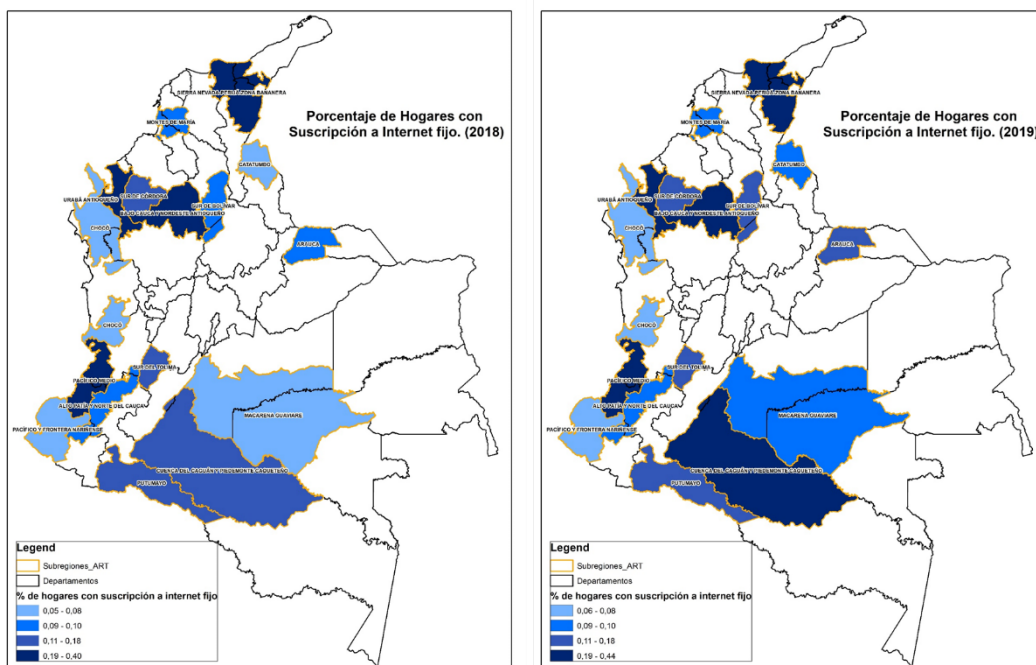 Porcentaje de Hogares con
Suscripción a Internet fijo. (2018)
SIERRA NEVADA PERIJA ZONA BANANERA
MONTES DE MARÍA
CATATUMBO
URABÁ ANTIOQUEÑO
SUR DE CÓRDOBA
SUR DE BOLIVAR
BAJO CAUCA Y NORDESTE ANTIOQUEÑO
CHOCÓ
ARAUCA
CHOCÓ
SUR DEL TOLIMA
PACÍFICO MEDIO
ALTO PATÍA Y NORTE DEL CAUCA
MACARENA GUAVIARE
PACÍFICO Y FRONTERA NARIÑENSE
CUENCA DEL CAGUÁN Y PIEDEMONTE CAQUETEÑO
PUTUMAYO
Legend
Subregiones_ART
Departamentos
% de hogares con suscripción a internet fijo
0,05 - 0,08
0,09 - 0,10
0,11 - 0,18
0,19 - 0,40
Porcentaje de Hogares con
Suscripción a Internet fijo. (2019)
SIERRA NEVADA PERIJA ZONA BANANERA
MONTES DE MARÍA
CATATUMBO
URABÁ ANTIOQUEÑO
SUR DE CÓRDOBA
SUR DE BOLIVAR
BAJO CAUCA Y NORDESTE ANTIOQUEÑO
CHOCÓ
ARAUCA
CHOCÓ
SUR DEL TOLIMA
PACÍFICO MEDIO
ALTO PATÍA Y NORTE DEL CAUCA
MACARENA GUAVIARE
PACÍFICO Y FRONTERA NARIÑENSE
CUENCA DEL CAGUÁN Y PIEDEMONTE CAQUETEÑO
PUTUMAYO
Legend
Subregiones_ART
Departamentos
% de hogares con suscripción a internet fijo
0,06 - 0,08
0,09 - 0,10
0,11 - 0,18
0,19 - 0,44